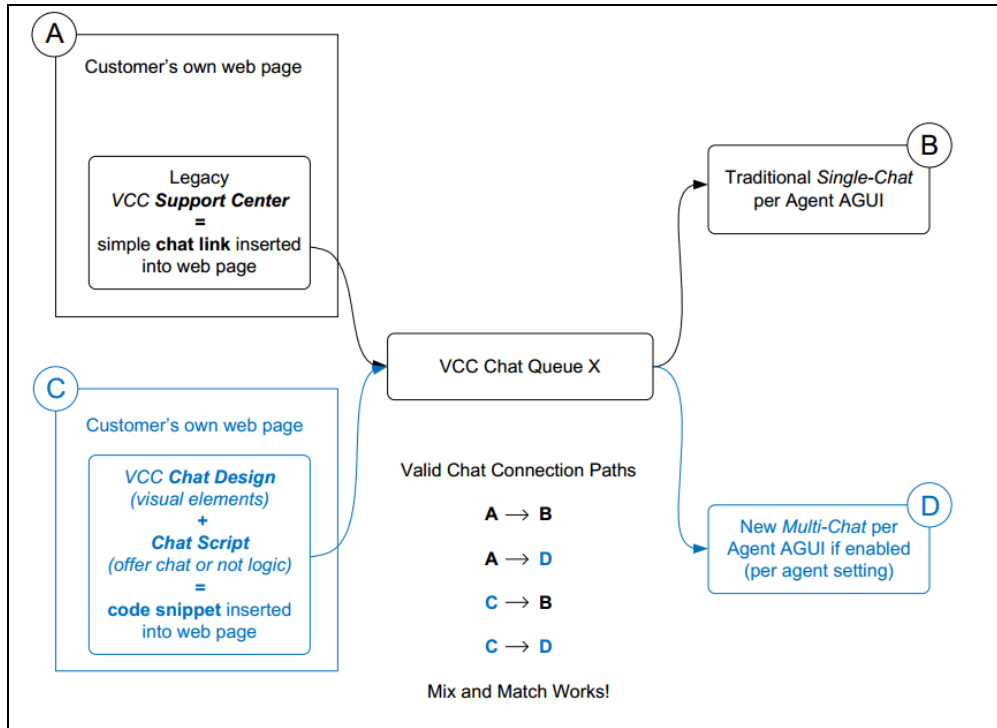 A
Customer's own web page
Legacy
VCC Support Center
=
simple chat link inserted
into web page
B
Traditional Single-Chat
per Agent AGUI
VCC Chat Queue X
C
Customer's own web page
VCC Chat Design
(visual elements)
+
Chat Script
(offer chat or not logic)
=
code snippet inserted
into web page
Valid Chat Connection Paths
A → B
A → D
C → B
C → D
Mix and Match Works!
D
New Multi-Chat per
Agent AGUI if enabled
(per agent setting)